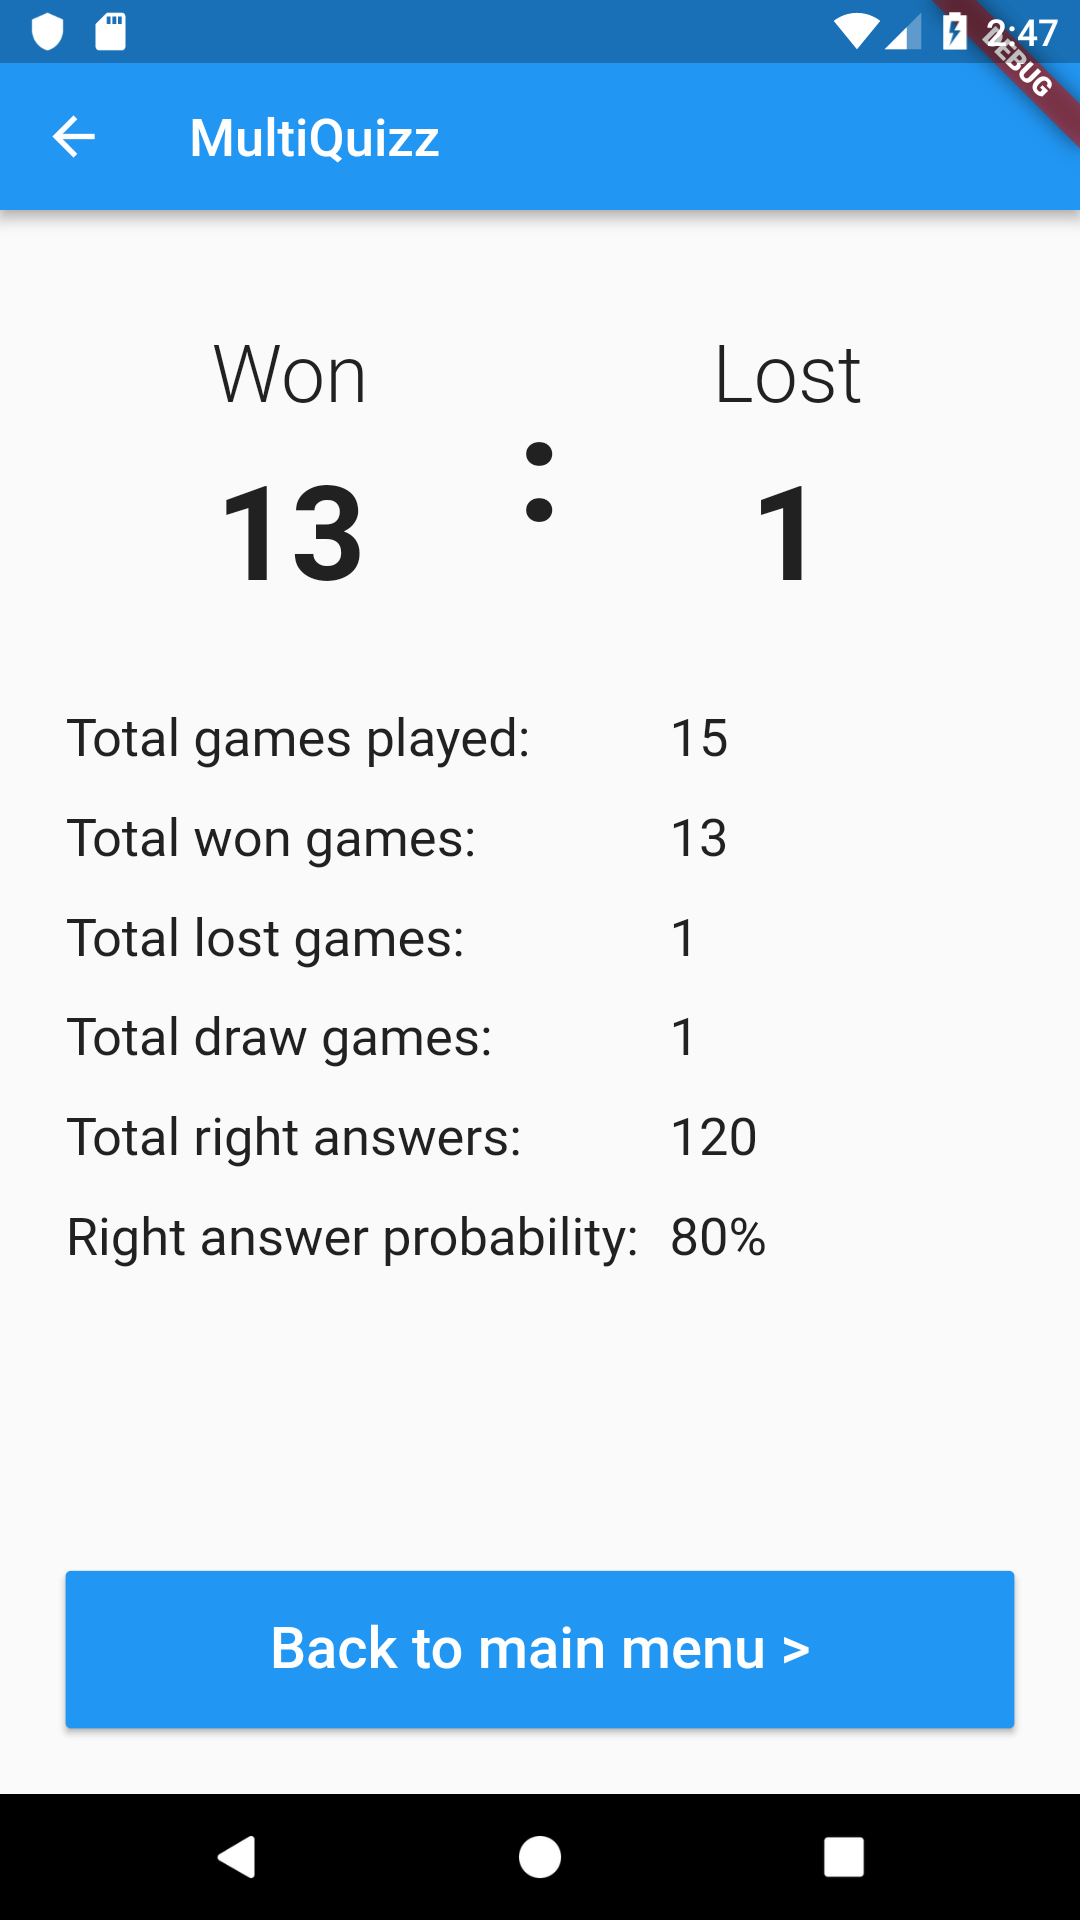 2:47
DEBUG
MultiQuizz
Won : Lost
13 1
Total games played: 15
Total won games: 13
Total lost games: 1
Total draw games: 1
Total right answers: 120
Right answer probability: 80%
Back to main menu >